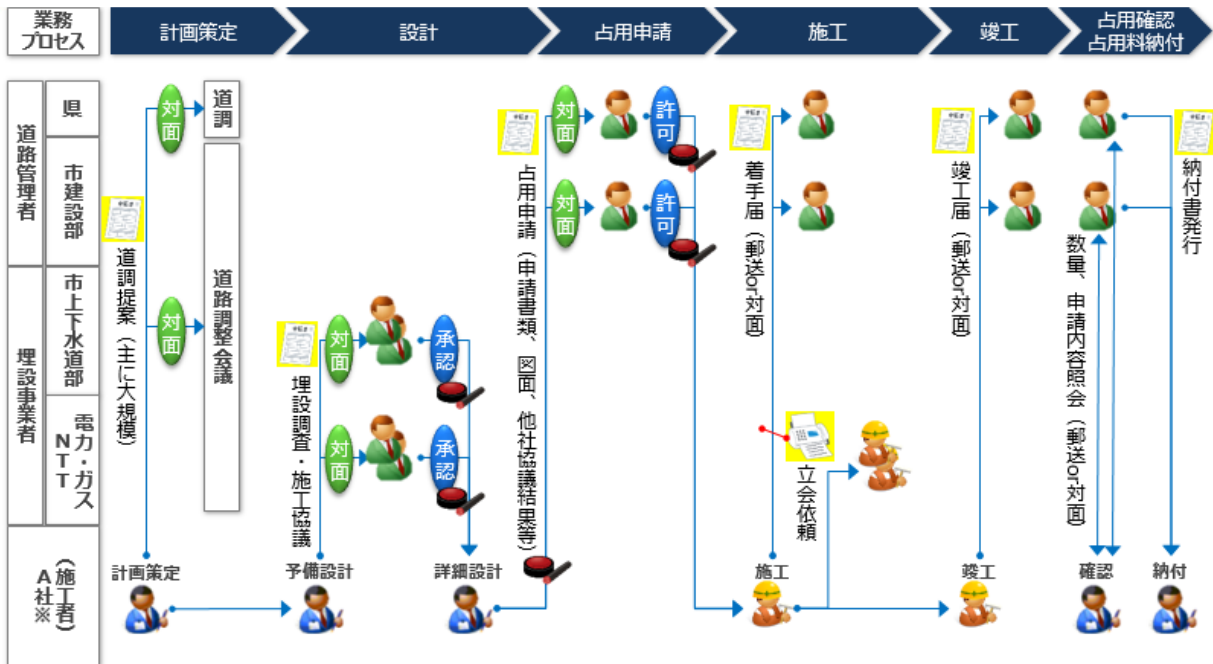 業務
プロセス
計画策定
設計
占用申請
施工
竣工
占用確認
占用料納付
道路管理者
県
市建設部
埋設事業者
市上下水道部
電力・ガス
NTT
(施工者)
A社※
道調提案(主に大規模)
対面
道調
対面
道路調整会議
計画策定
埋設調査・施工協議
対面
承認
対面
承認
予備設計
詳細設計
占用申請(申請書類、図面、他社協議結果等)
対面
許可
対面
許可
着手届(郵送or対面)
立会依頼
施工
竣工届(郵送or対面)
竣工
数量、申請内容照会(郵送or対面)
確認
納付書発行
納付